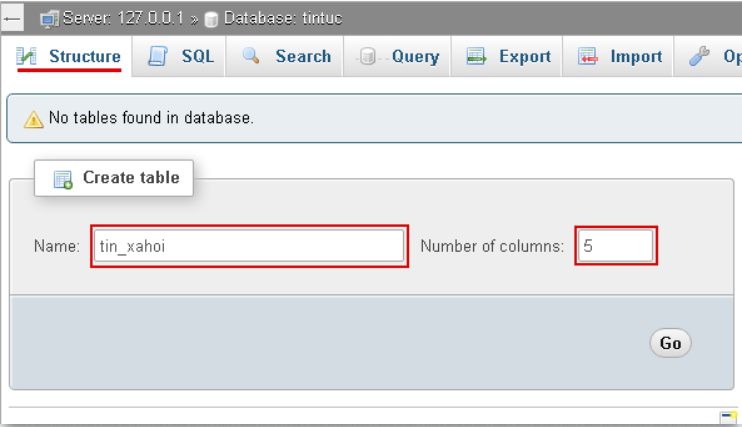 Server: 127.0.0.1 » Database: tintuc
Structure SQL Search Query Export Import Op
No tables found in database.
Create table
Name: tin_xahoi Number of columns: 5
Go